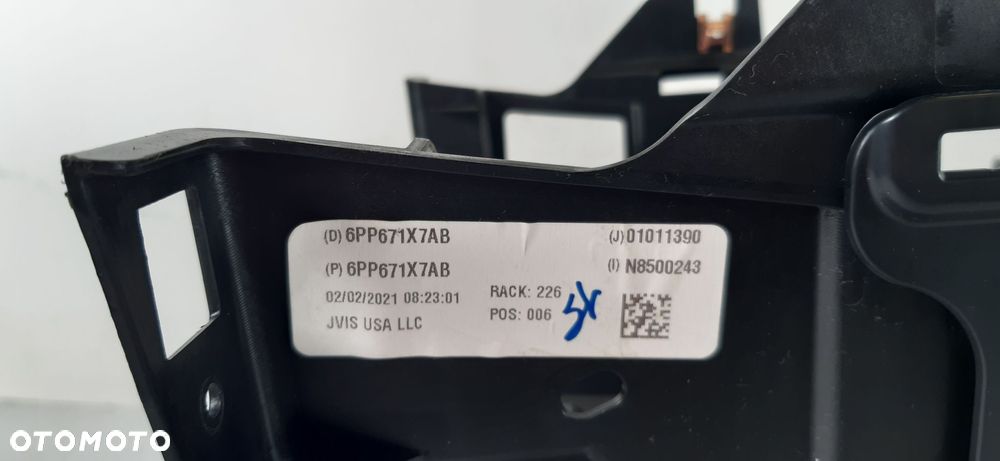 (D) 6PP671X7AB
(J) 01011390
(P) 6PP671X7AB
(I) N8500243
02/02/2021 08:23:01
RACK: 226
JVIS USA LLC
POS: 006
OTOMOTO